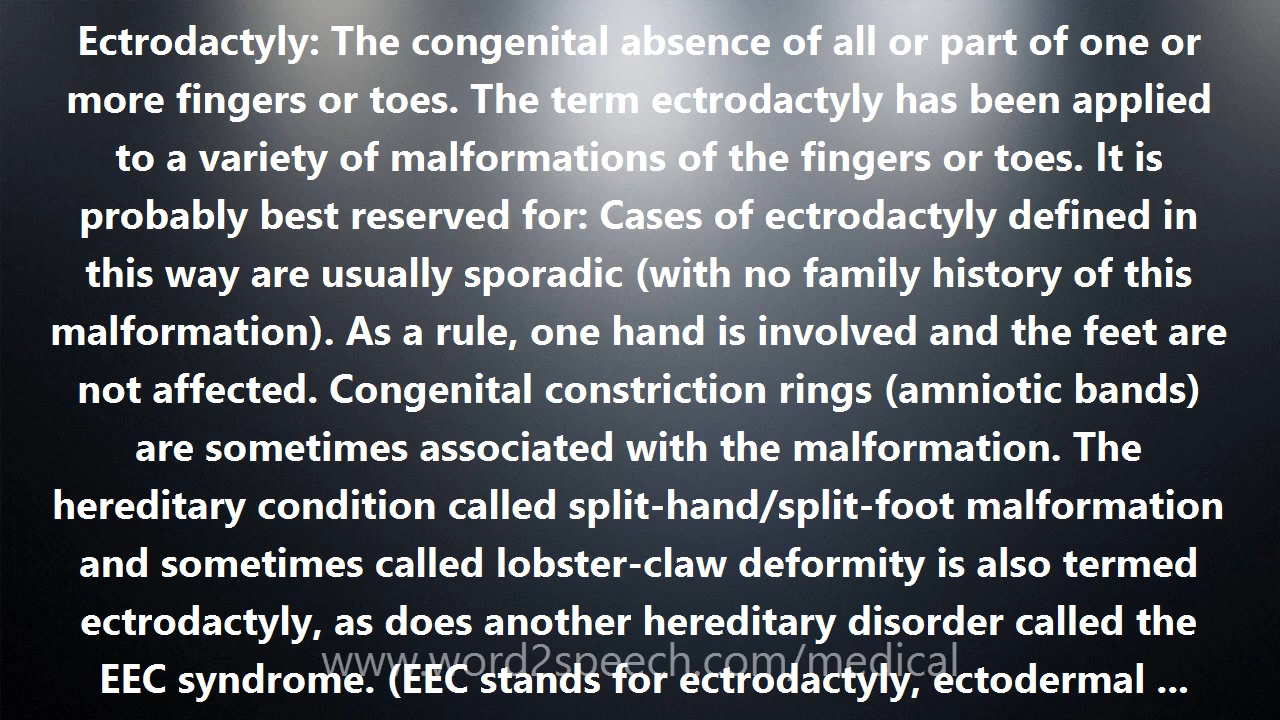 Ectrodactyly: The congenital absence of all or part of one or
more fingers or toes. The term ectrodactyly has been applied
to a variety of malformations of the fingers or toes. It is
probably best reserved for: Cases of ectrodactyly defined in
this way are usually sporadic (with no family history of this
malformation). As a rule, one hand is involved and the feet are
not affected. Congenital constriction rings (amniotic bands)
are sometimes associated with the malformation. The
hereditary condition called split-hand/split-foot malformation
and sometimes called lobster-claw deformity is also termed
ectrodactyly, as does another hereditary disorder called the
www.word2speech.com/medical
EEC syndrome. (EEC stands for ectrodactyly, ectodermal ...